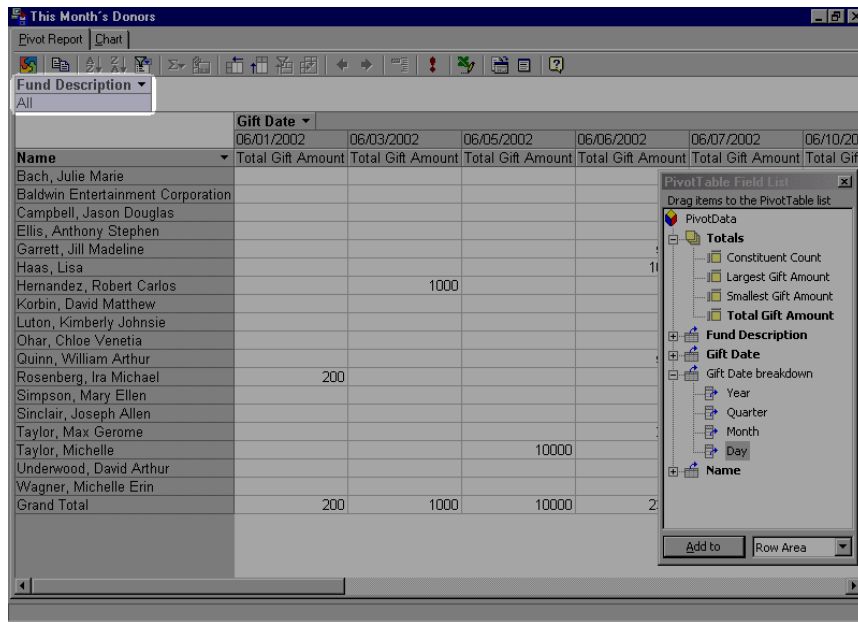 This Month's Donors
Pivot Report Chart
Fund Description
All
Gift Date
06/01/2002 06/03/2002 06/05/2002 06/06/2002 06/07/2002 06/10/20
Name Total Gift Amount Total Gift Amount Total Gift Amount Total Gift Amount Total Gift Amount Total Gif
Bach, Julie Marie
Baldwin Entertainment Corporation
Campbell, Jason Douglas
Ellis, Anthony Stephen
Garrett, Jill Madeline
Haas, Lisa
Hernandez, Robert Carlos 1000
Korbin, David Matthew
Luton, Kimberly Johnsie
Ohar, Chloe Venetia
Quinn, William Arthur
Rosenberg, Ira Michael 200
Simpson, Mary Ellen
Sinclair, Joseph Allen
Taylor, Max Gerome
Taylor, Michelle 10000
Underwood, David Arthur
Wagner, Michelle Erin
Grand Total 200 1000 10000
PivotTable Field List
Drag items to the PivotTable list
PivotData
Totals
Constituent Count
Largest Gift Amount
Smallest Gift Amount
Total Gift Amount
Fund Description
Gift Date
Gift Date breakdown
Year
Quarter
Month
Day
Name
Add to Row Area